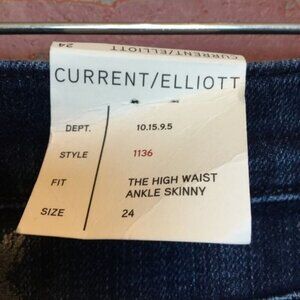 CURRENT/ELLIOTT
24
CURRENT/ELLIOTT
DEPT. 10.15.9.5
STYLE 1136
FIT THE HIGH WAIST
ANKLE SKINNY
SIZE 24